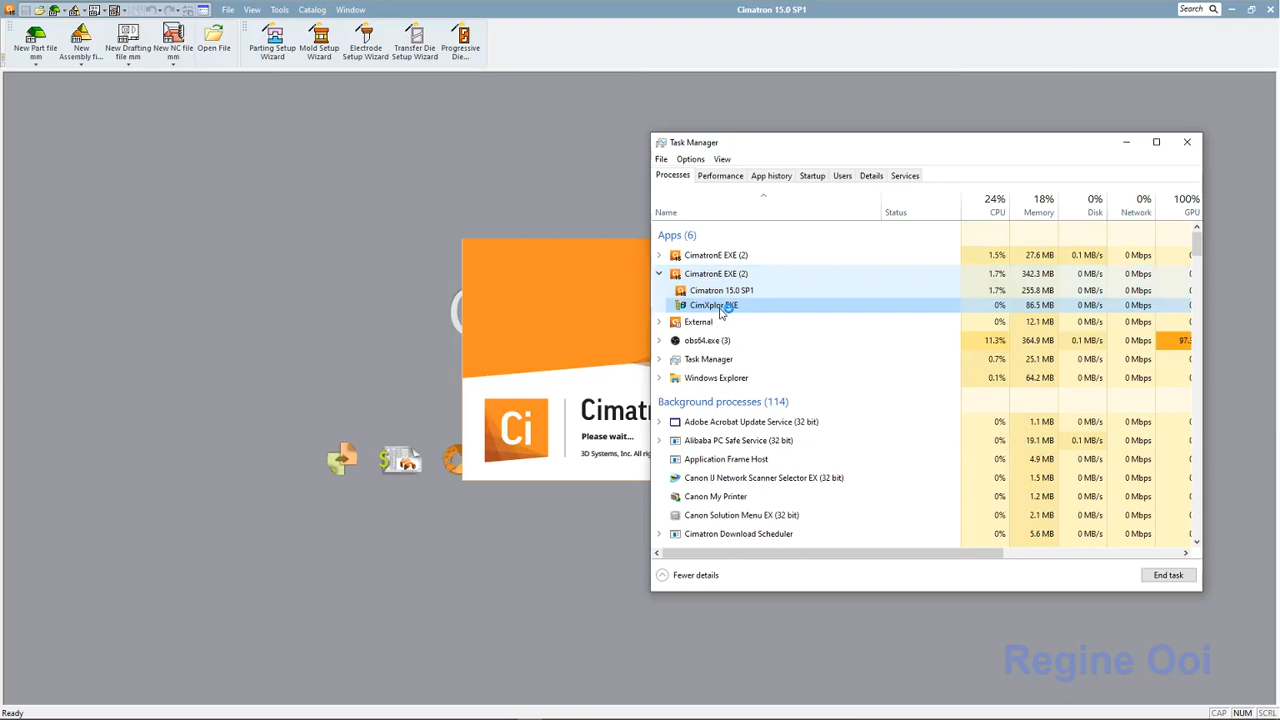 File View Tools Catalog Window
Cimatron 15.0 SP1
Search
New Part file mm
New Assembly fi...
New Drafting file mm
New NC file mm
Open File
Parting Setup Wizard
Mold Setup Wizard
Electrode Setup Wizard
Transfer Die Setup Wizard
Progressive Die...
Task Manager
File Options View
Processes Performance App history Startup Users Details Services
24% 18% 0% 0% 100%
Name Status CPU Memory Disk Network GPU
Apps (6)
CimatronE EXE (2) 1.5% 27.6 MB 0.1 MB/s 0 Mbps
CimatronE EXE (2) 1.7% 342.3 MB 0.1 MB/s 0 Mbps
Cimatron 15.0 SP1 1.7% 255.8 MB 0.1 MB/s 0 Mbps
0% 86.5 MB 0 MB/s 0 Mbps
External 0% 12.1 MB 0 MB/s 0 Mbps
obs64.exe (3) 11.3% 364.9 MB 0.1 MB/s 0 Mbps 97.
Task Manager 0.7% 25.1 MB 0 MB/s 0 Mbps
Windows Explorer 0.1% 64.2 MB 0 MB/s 0 Mbps
Background processes (114)
Adobe Acrobat Update Service (32 bit) 0% 1.1 MB 0 MB/s 0 Mbps
Alibaba PC Safe Service (32 bit) 0% 19.1 MB 0.1 MB/s 0 Mbps
Application Frame Host 0% 4.9 MB 0 MB/s 0 Mbps
Canon IJ Network Scanner Selector EX (32 bit) 0% 1.5 MB 0 MB/s 0 Mbps
Canon My Printer 0% 1.2 MB 0 MB/s 0 Mbps
Canon Solution Menu EX (32 bit) 0% 2.1 MB 0 MB/s 0 Mbps
Cimatron Download Scheduler 0% 5.6 MB 0 MB/s 0 Mbps
Fewer details
End task
Ci
Cimatr
Please wait...
3D Systems, Inc. All rig
Regine Ooi
Ready
CAP NUM SCRL